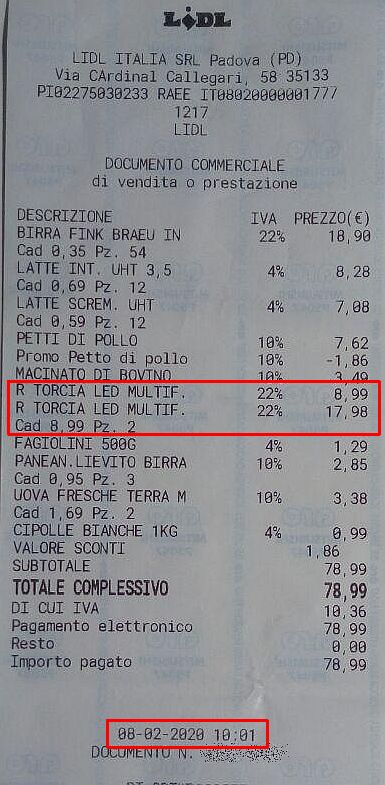 LIDL
LIDL ITALIA SRL Padova (PD)
Via CArdinal Callegari, 58 35133
PI02275030233 RAEE IT08020000001777
1217
LIDL
DOCUMENTO COMMERCIALE
di vendita o prestazione
DESCRIZIONE IVA PREZZO(€)
BIRRA FINK BRAEU IN 22% 18,90
Cad 0,35 Pz. 54
LATTE INT. UHT 3,5 4% 8,28
Cad 0,69 Pz. 12
LATTE SCREM. UHT 4% 7,08
Cad 0,59 Pz. 12
PETTI DI POLLO 10% 7,62
Promo Petto di pollo 10% -1,86
MACINATO DI BOVINO 10% 3,49
R TORCIA LED MULTIF. 22% 8,99
R TORCIA LED MULTIF. 22% 17,98
Cad 8,99 Pz. 2
FAGIOLINI 500G 4% 1,29
PANEAN.LIEVITO BIRRA 10% 2,85
Cad 0,95 Pz. 3
UOVA FRESCHE TERRA M 10% 3,38
Cad 1,69 Pz. 2
CIPOLLE BIANCHE 1KG 4% 0,99
VALORE SCONTI 1,86
SUBTOTALE 78,99
TOTALE COMPLESSIVO 78,99
DI CUI IVA 10,36
Pagamento elettronico 78,99
Resto 0,00
Importo pagato 78,99
08-02-2020 10:01
DOCUMENTO N.